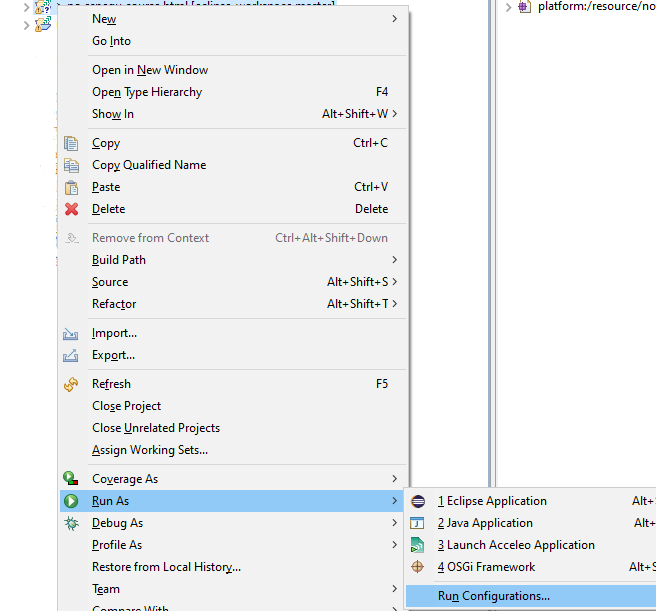 platform:/resource/no
New
Go Into
Open in New Window
Open Type Hierarchy F4
Show In Alt+Shift+W
Copy Ctrl+C
Copy Qualified Name
Paste Ctrl+V
Delete Delete
Remove from Context Ctrl+Alt+Shift+Down
Build Path
Source Alt+Shift+S
Refactor Alt+Shift+T
Import...
Export...
Refresh F5
Close Project
Close Unrelated Projects
Assign Working Sets...
Coverage As
Run As
Debug As
Profile As
Restore from Local History...
Team
Compare With
1 Eclipse Application Alt+
2 Java Application Alt+
3 Launch Acceleo Application
4 OSGi Framework Alt+S
Run Configurations...